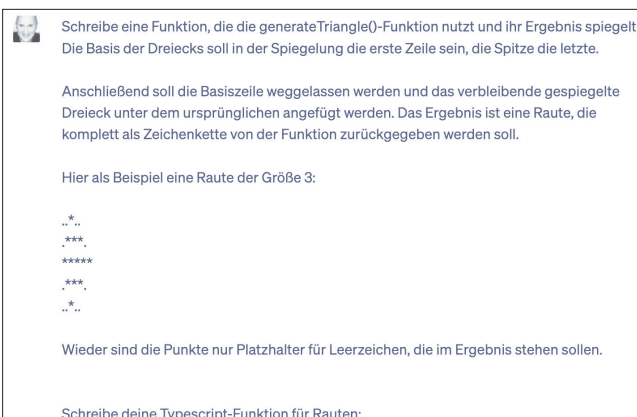 Schreibe eine Funktion, die die generateTriangle()-Funktion nutzt und ihr Ergebnis spiegelt
Die Basis der Dreiecks soll in der Spiegelung die erste Zeile sein, die Spitze die letzte.
Anschließend soll die Basiszeile weggelassen werden und das verbleibende gespiegelte
Dreieck unter dem ursprünglichen angefügt werden. Das Ergebnis ist eine Raute, die
komplett als Zeichenkette von der Funktion zurückgegeben werden soll.
Hier als Beispiel eine Raute der Größe 3:
..*..
.***.
*****
.***.
..*..
Wieder sind die Punkte nur Platzhalter für Leerzeichen, die im Ergebnis stehen sollen.
Schreibe deine Typescript-Funktion für Rauten: